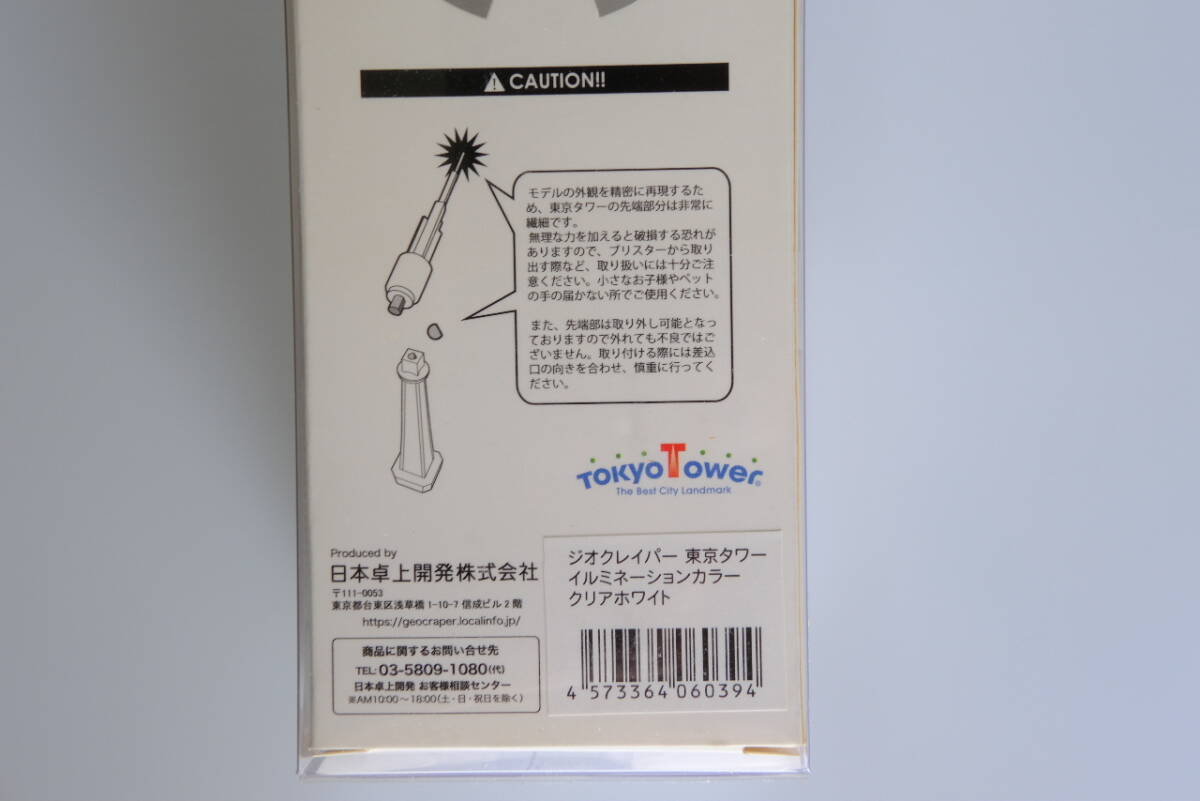 CAUTION!!
モデルの外観を精密に再現するた
め、東京タワーの先端部分は非常に
繊細です。
無理な力を加えると破損する恐れが
ありますので、ブリスターから取り
出す際など、取り扱いには十分ご注
意ください。小さなお子様やペット
の手の届かない所でご使用ください。
また、先端部は取り外し可能となっ
ておりますので外れても不良ではご
ざいません。取り付ける際には差込
口の向きを合わせ、慎重に行ってく
ださい。
TOKYO TOWER®
The Best City Landmark
Produced by
日本卓上開発株式会社
〒111-0053
東京都台東区浅草橋 1-10-7 信成ビル 2 階
https://geocraper.localinfo.jp/
商品に関するお問い合せ先
TEL: 03-5809-1080(代)
日本卓上開発 お客様相談センター
※AM10:00〜18:00(土・日・祝日を除く)
ジオクレイパー 東京タワー
イルミネーションカラー
クリアホワイト
4 573364 060394